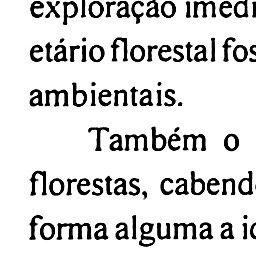 exploração imedi
etário florestal fos
ambientais.
Também o
florestas, cabend
forma alguma a i